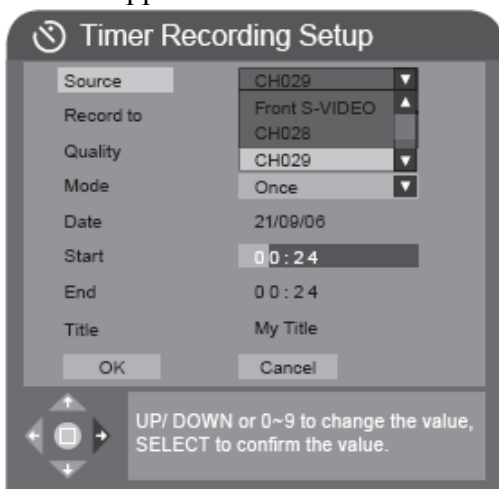 Timer Recording Setup
Source CH029
Record to Front S-VIDEO
CH028
Quality CH029
Mode Once
Date 21/09/06
Start 00:24
End 00:24
Title My Title
OK Cancel
UP/ DOWN or 0~9 to change the value,
SELECT to confirm the value.